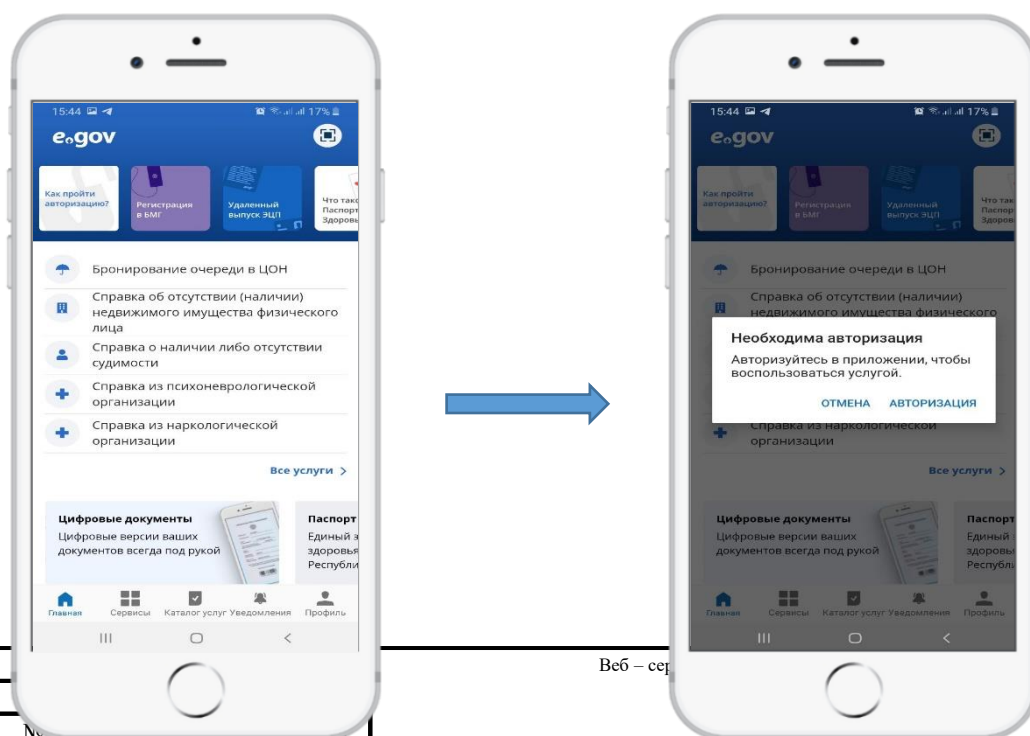 15:44
17%
e.gov
Как пройти
авторизацию?
Регистрация
в БМГ
Удаленный
выпуск ЭЦП
Что
Паспорт
Бронирование очереди в ЦОН
Справка об отсутствии (наличии)
недвижимого имущества физического
лица
Справка о наличии либо отсутствии
судимости
Справка из психоневрологической
организации
Справка из наркологической
организации
Все услуги >
Цифровые документы
Цифровые версии ваших
документов всегда под рукой
Паспорт
Единый
здоровья
Главная Сервисы Каталог услуг Уведомления Профиль
15:44
17%
e.gov
Как пройти
авторизацию?
Регистрация
в БМГ
Удаленный
выпуск ЭЦП
Что
Бронирование очереди в ЦОН
Справка об отсутствии (наличии)
недвижимого имущества физического
Необходима авторизация
Авторизуйтесь в приложении, чтобы
воспользоваться услугой.
ОТМЕНА АВТОРИЗАЦИЯ
Справка из наркологической
организации
Все услуги >
Цифровые документы
Цифровые версии ваших
документов всегда под рукой
Паспорт
Единый
Главная Сервисы Каталог услуг Уведомления Профиль
Веб –